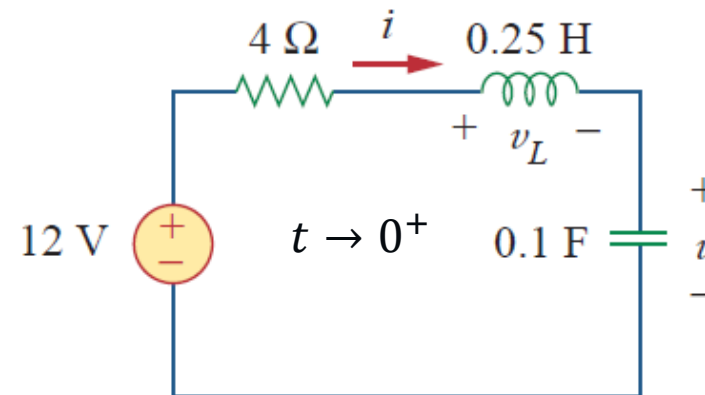 4 Ω i 0.25 H
+ v_L −
12 V + − t → 0⁺ 0.1 F + −